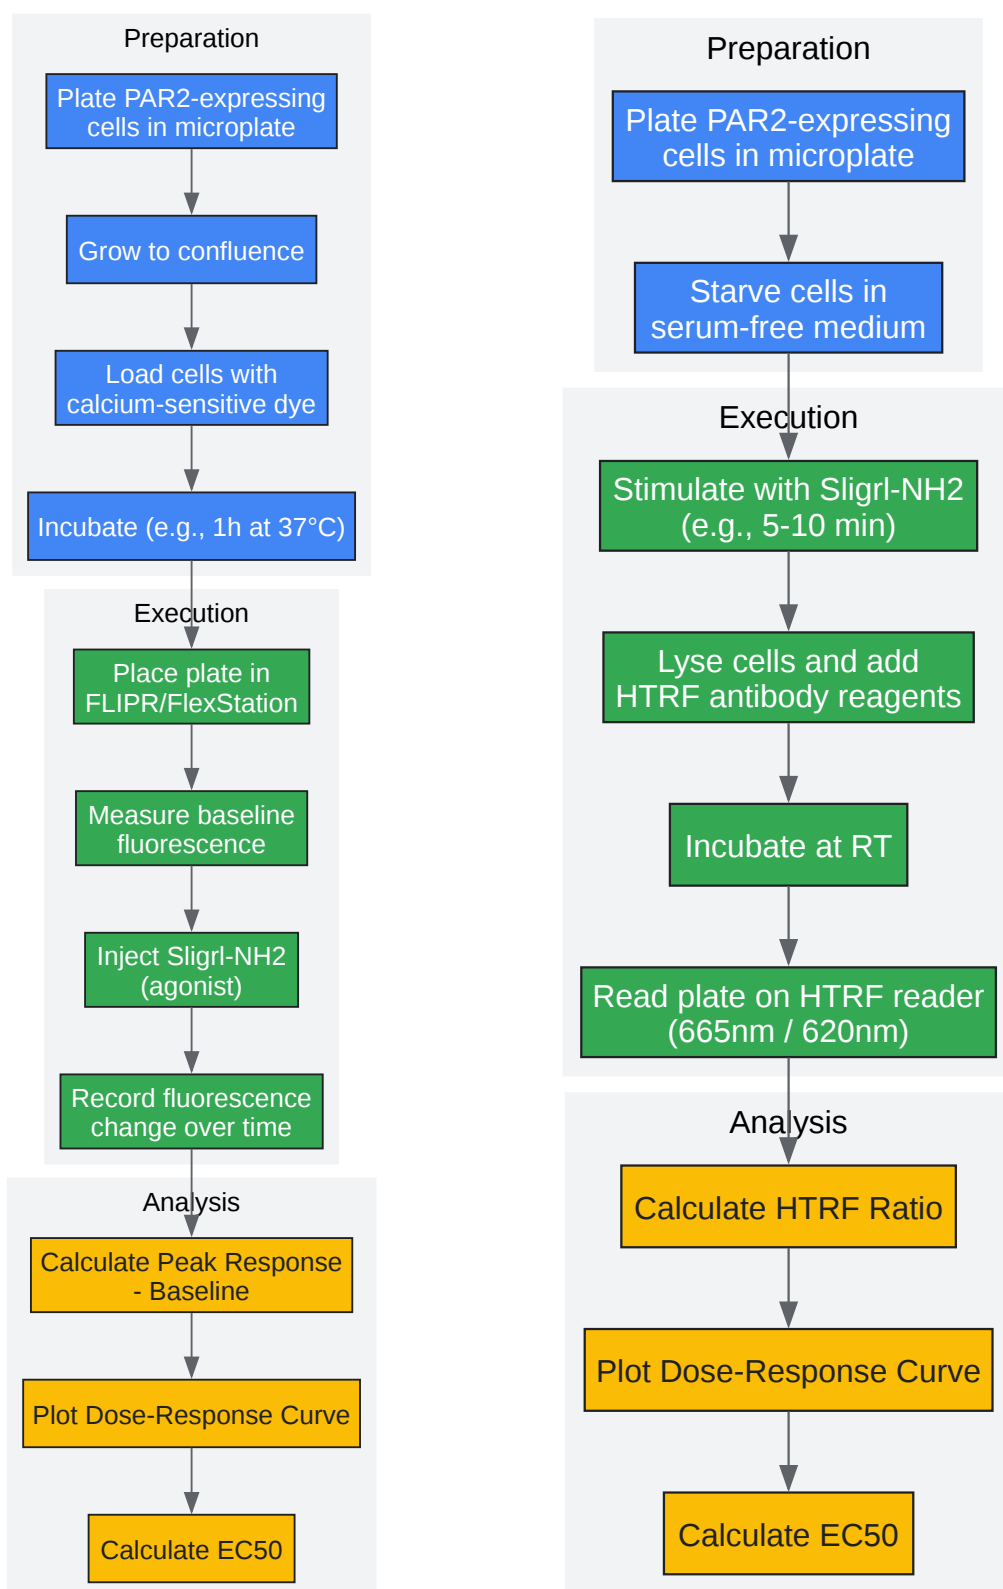 Preparation
Plate PAR2-expressing
cells in microplate
Grow to confluence
Load cells with
calcium-sensitive dye
Incubate (e.g., 1h at 37°C)
Execution
Place plate in
FLIPR/FlexStation
Measure baseline
fluorescence
Inject Sligrl-NH2
(agonist)
Record fluorescence
change over time
Analysis
Calculate Peak Response
- Baseline
Plot Dose-Response Curve
Calculate EC50
Preparation
Plate PAR2-expressing
cells in microplate
Starve cells in
serum-free medium
Execution
Stimulate with Sligrl-NH2
(e.g., 5-10 min)
Lyse cells and add
HTRF antibody reagents
Incubate at RT
Read plate on HTRF reader
(665nm / 620nm)
Analysis
Calculate HTRF Ratio
Plot Dose-Response Curve
Calculate EC50